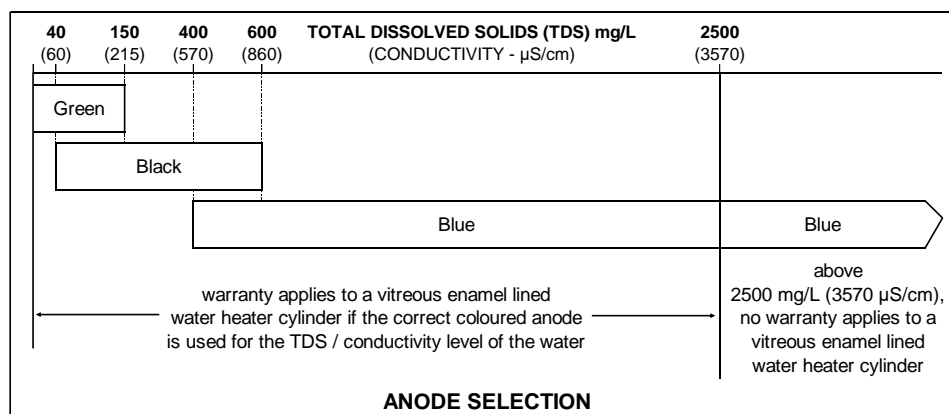 40 150 400 600 TOTAL DISSOLVED SOLIDS (TDS) mg/L 2500
(60) (215) (570) (860) (CONDUCTIVITY - µS/cm) (3570)
Green
Black
Blue Blue
warranty applies to a vitreous enamel lined
water heater cylinder if the correct coloured anode
is used for the TDS / conductivity level of the water
above
2500 mg/L (3570 µS/cm),
no warranty applies to a
vitreous enamel lined
water heater cylinder
ANODE SELECTION